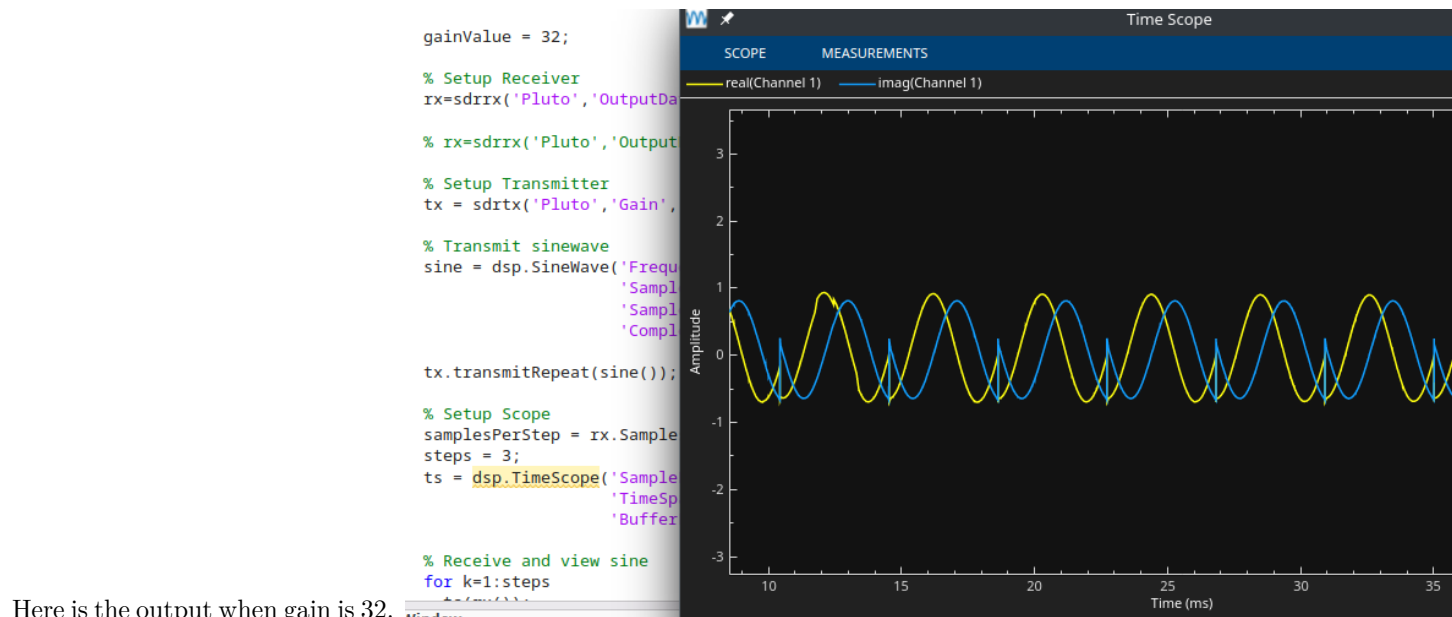 gainValue = 32;
% Setup Receiver
rx=sdrrx('Pluto','OutputDa
% rx=sdrrx('Pluto','Output
% Setup Transmitter
tx = sdrtx('Pluto','Gain',
% Transmit sinewave
sine = dsp.SineWave('Frequ
'Sampl
'Sampl
'Compl
tx.transmitRepeat(sine());
% Setup Scope
samplesPerStep = rx.Sample
steps = 3;
ts = dsp.TimeScope('Sample
'TimeSp
'Buffer
% Receive and view sine
for k=1:steps
Here is the output when gain is 32.
Time Scope
SCOPE MEASUREMENTS
real(Channel 1) imag(Channel 1)
Amplitude
3
2
1
0
-1
-2
-3
10 15 20 25 30 35
Time (ms)